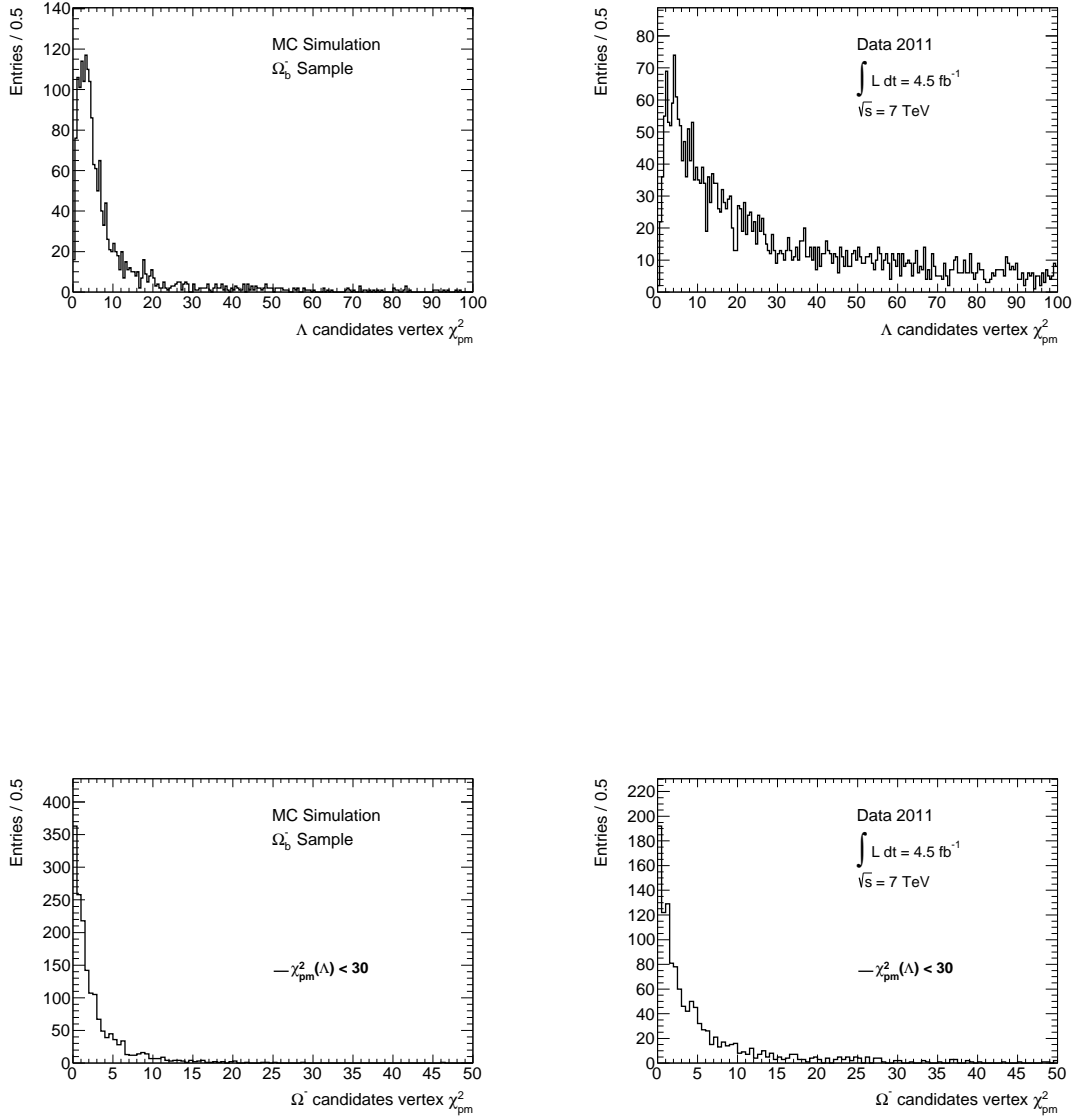 Entries / 0.5
MC Simulation
Ω_b^- Sample
140
120
100
80
60
40
20
0
0 10 20 30 40 50 60 70 80 90 100
Λ candidates vertex χ²_pm
Entries / 0.5
Data 2011
∫ L dt = 4.5 fb⁻¹
√s = 7 TeV
80
70
60
50
40
30
20
10
0
0 10 20 30 40 50 60 70 80 90 100
Λ candidates vertex χ²_pm
Entries / 0.5
MC Simulation
Ω_b^- Sample
χ²_pm(Λ) < 30
400
350
300
250
200
150
100
50
0
0 5 10 15 20 25 30 35 40 45 50
Ω⁻ candidates vertex χ²_pm
Entries / 0.5
Data 2011
∫ L dt = 4.5 fb⁻¹
√s = 7 TeV
χ²_pm(Λ) < 30
220
200
180
160
140
120
100
80
60
40
20
0
0 5 10 15 20 25 30 35 40 45 50
Ω⁻ candidates vertex χ²_pm